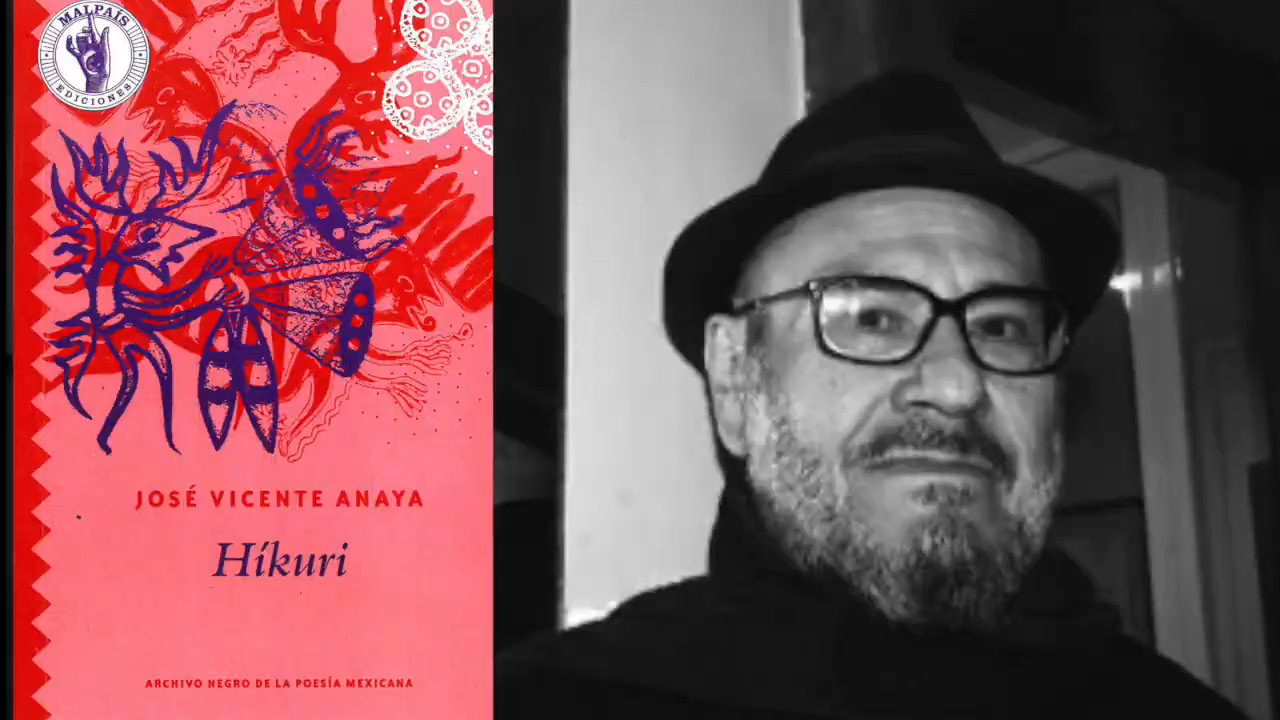 MALPAÍS
EDICIONES
JOSÉ VICENTE ANAYA
Híkuri
ARCHIVO NEGRO DE LA POESÍA MEXICANA